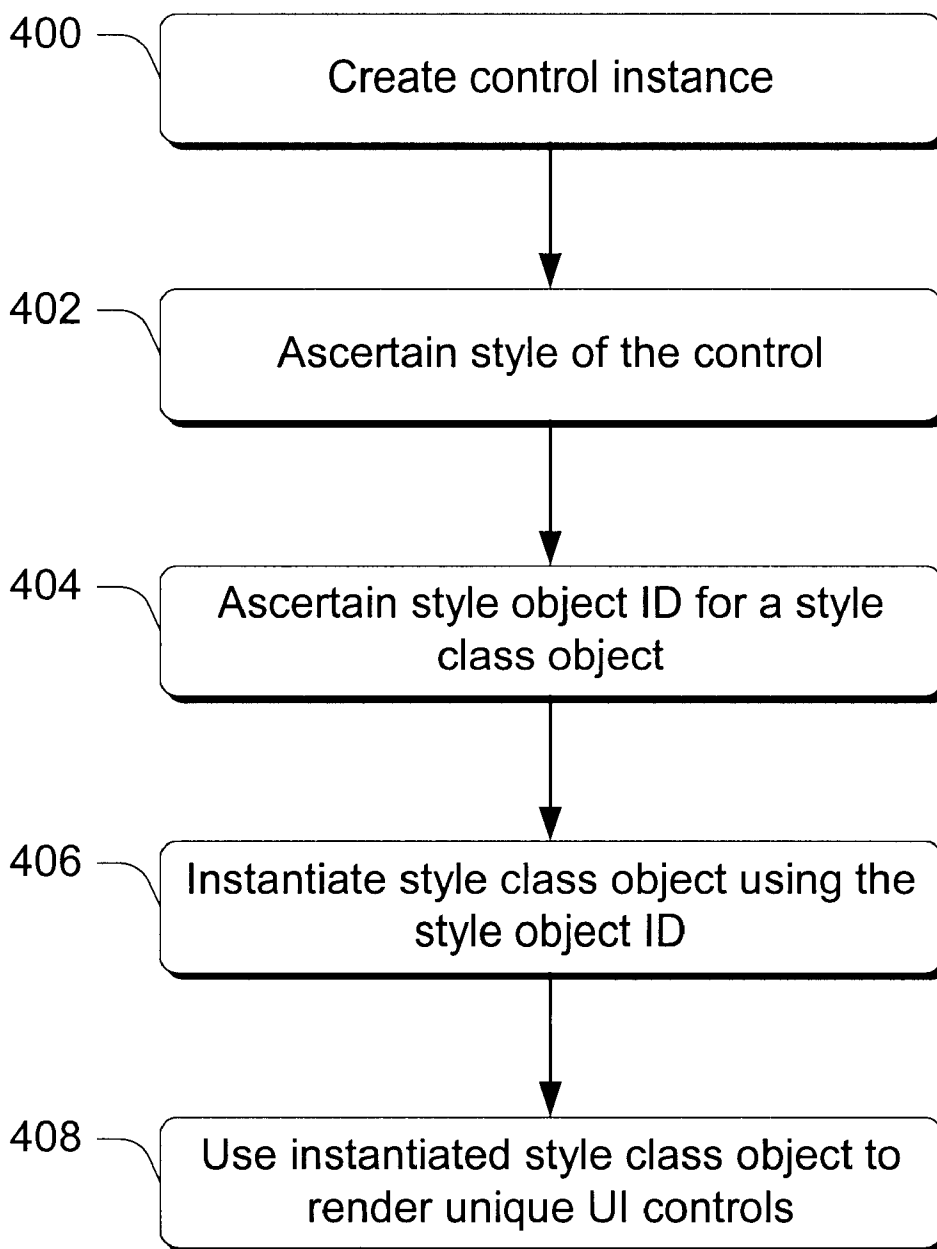 400
Create control instance
402
Ascertain style of the control
404
Ascertain style object ID for a style
class object
406
Instantiate style class object using the
style object ID
408
Use instantiated style class object to
render unique UI controls